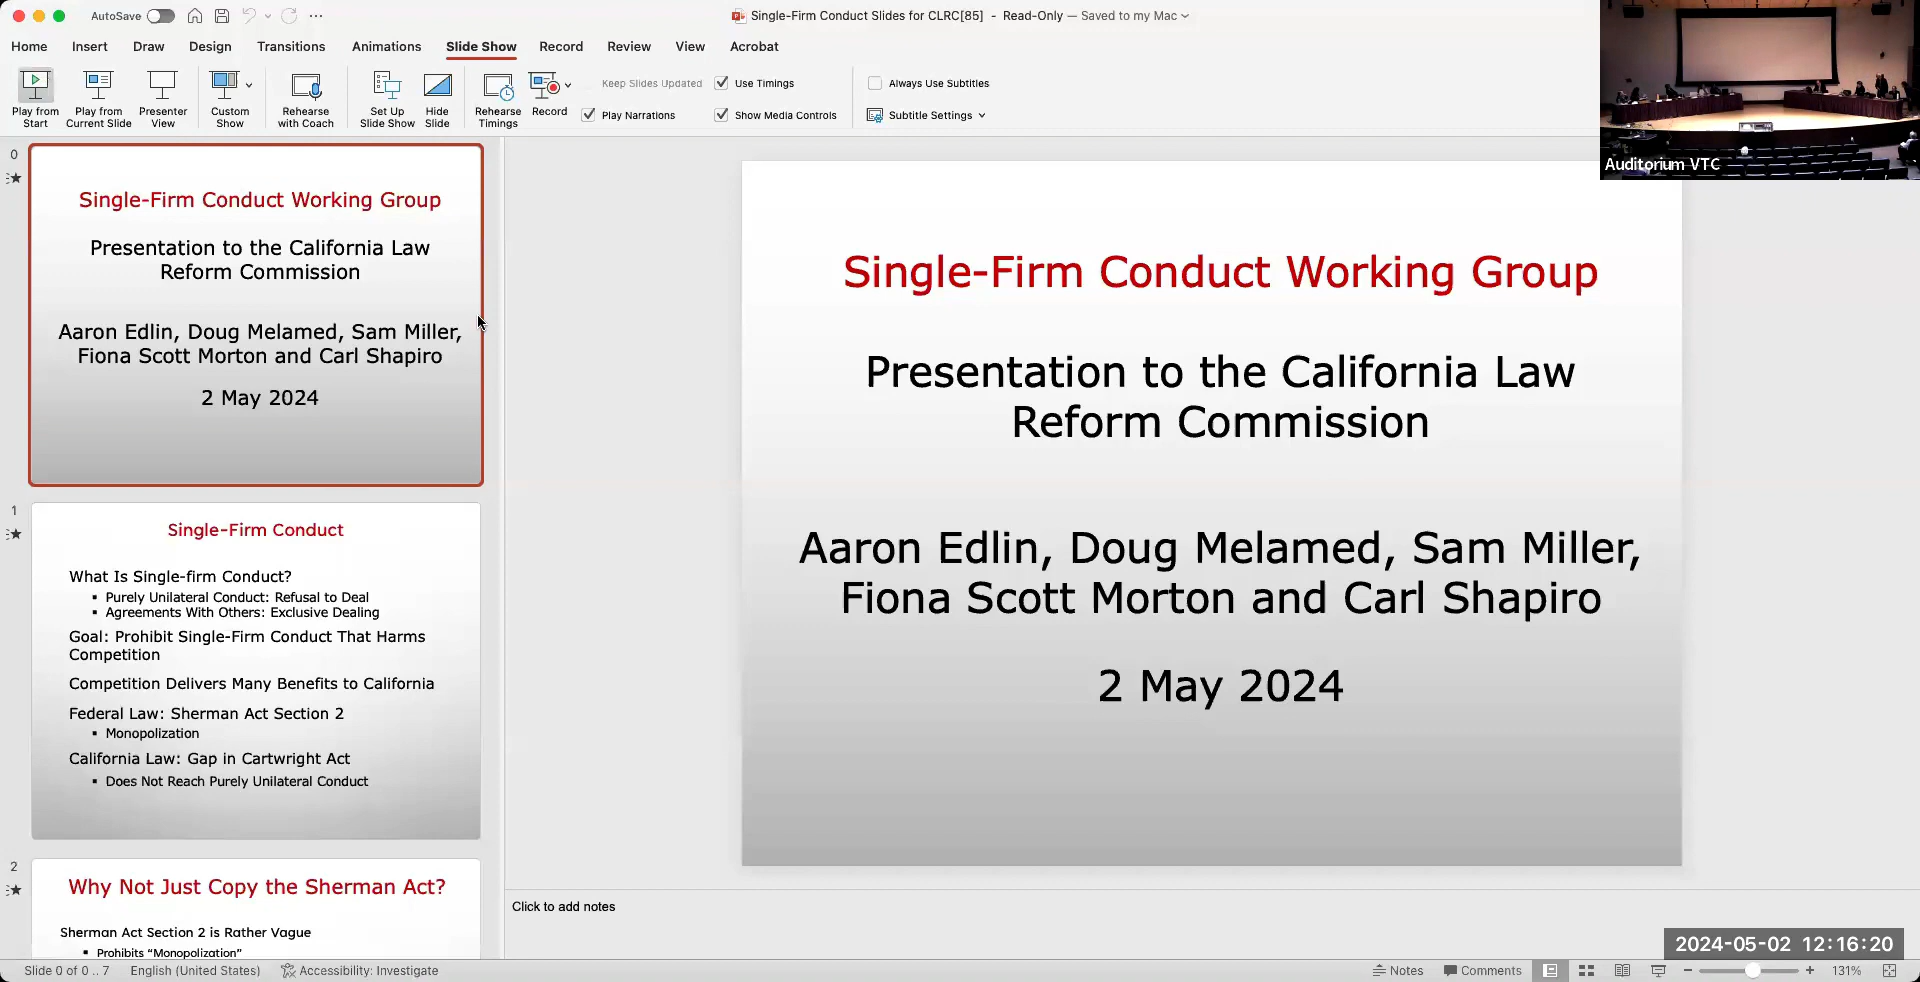 AutoSave
Single-Firm Conduct Slides for CLRC[85] - Read-Only — Saved to my Mac
Home Insert Draw Design Transitions Animations Slide Show Record Review View Acrobat
Play from Start
Play from Current Slide
Presenter View
Custom Show
Rehearse with Coach
Set Up Slide Show
Hide Slide
Rehearse Timings
Record
Keep Slides Updated
Use Timings
Play Narrations
Show Media Controls
Always Use Subtitles
Subtitle Settings
Auditorium VTC
0
Single-Firm Conduct Working Group
Presentation to the California Law
Reform Commission
Aaron Edlin, Doug Melamed, Sam Miller,
Fiona Scott Morton and Carl Shapiro
2 May 2024
1
Single-Firm Conduct
What Is Single-firm Conduct?
▪ Purely Unilateral Conduct: Refusal to Deal
▪ Agreements With Others: Exclusive Dealing
Goal: Prohibit Single-Firm Conduct That Harms
Competition
Competition Delivers Many Benefits to California
Federal Law: Sherman Act Section 2
▪ Monopolization
California Law: Gap in Cartwright Act
▪ Does Not Reach Purely Unilateral Conduct
2
Why Not Just Copy the Sherman Act?
Sherman Act Section 2 is Rather Vague
▪ Prohibits “Monopolization”
Single-Firm Conduct Working Group
Presentation to the California Law
Reform Commission
Aaron Edlin, Doug Melamed, Sam Miller,
Fiona Scott Morton and Carl Shapiro
2 May 2024
Click to add notes
2024-05-02 12:16:20
Slide 0 of 0 .. 7 English (United States) Accessibility: Investigate
Notes Comments 131%